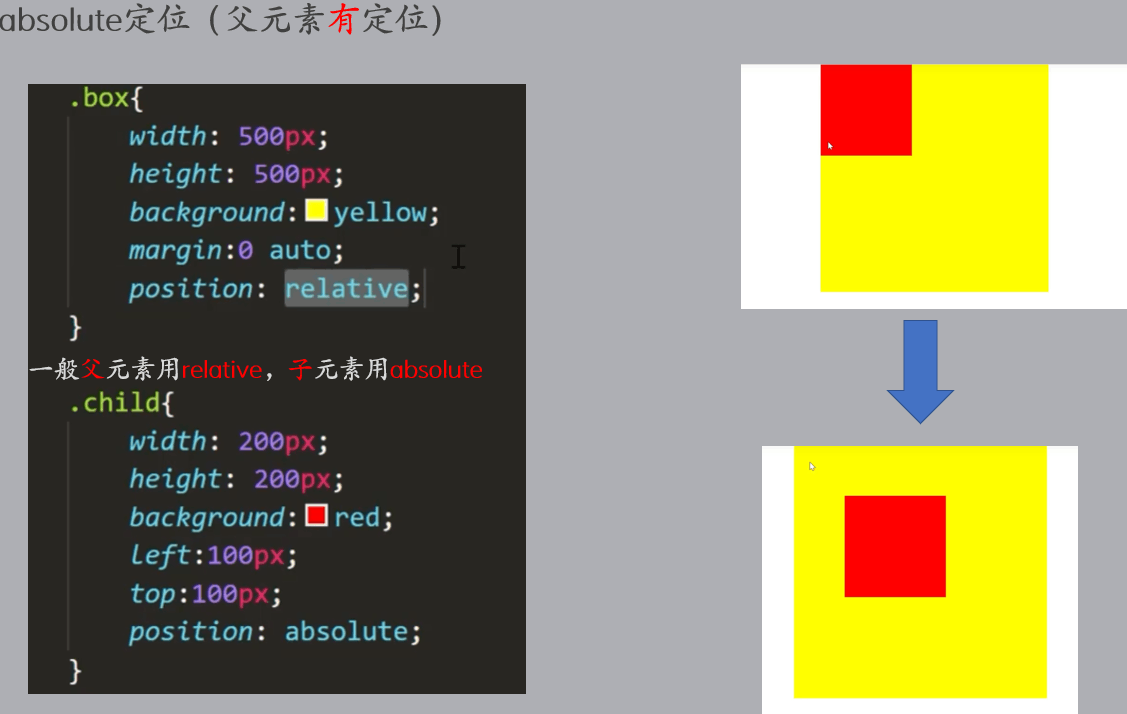 absolute定位（父元素有定位）
.box{
width: 500px;
height: 500px;
background:yellow;
margin:0 auto;
position: relative;
}
一般父元素用relative，子元素用absolute
.child{
width: 200px;
height: 200px;
background:red;
left:100px;
top:100px;
position: absolute;
}